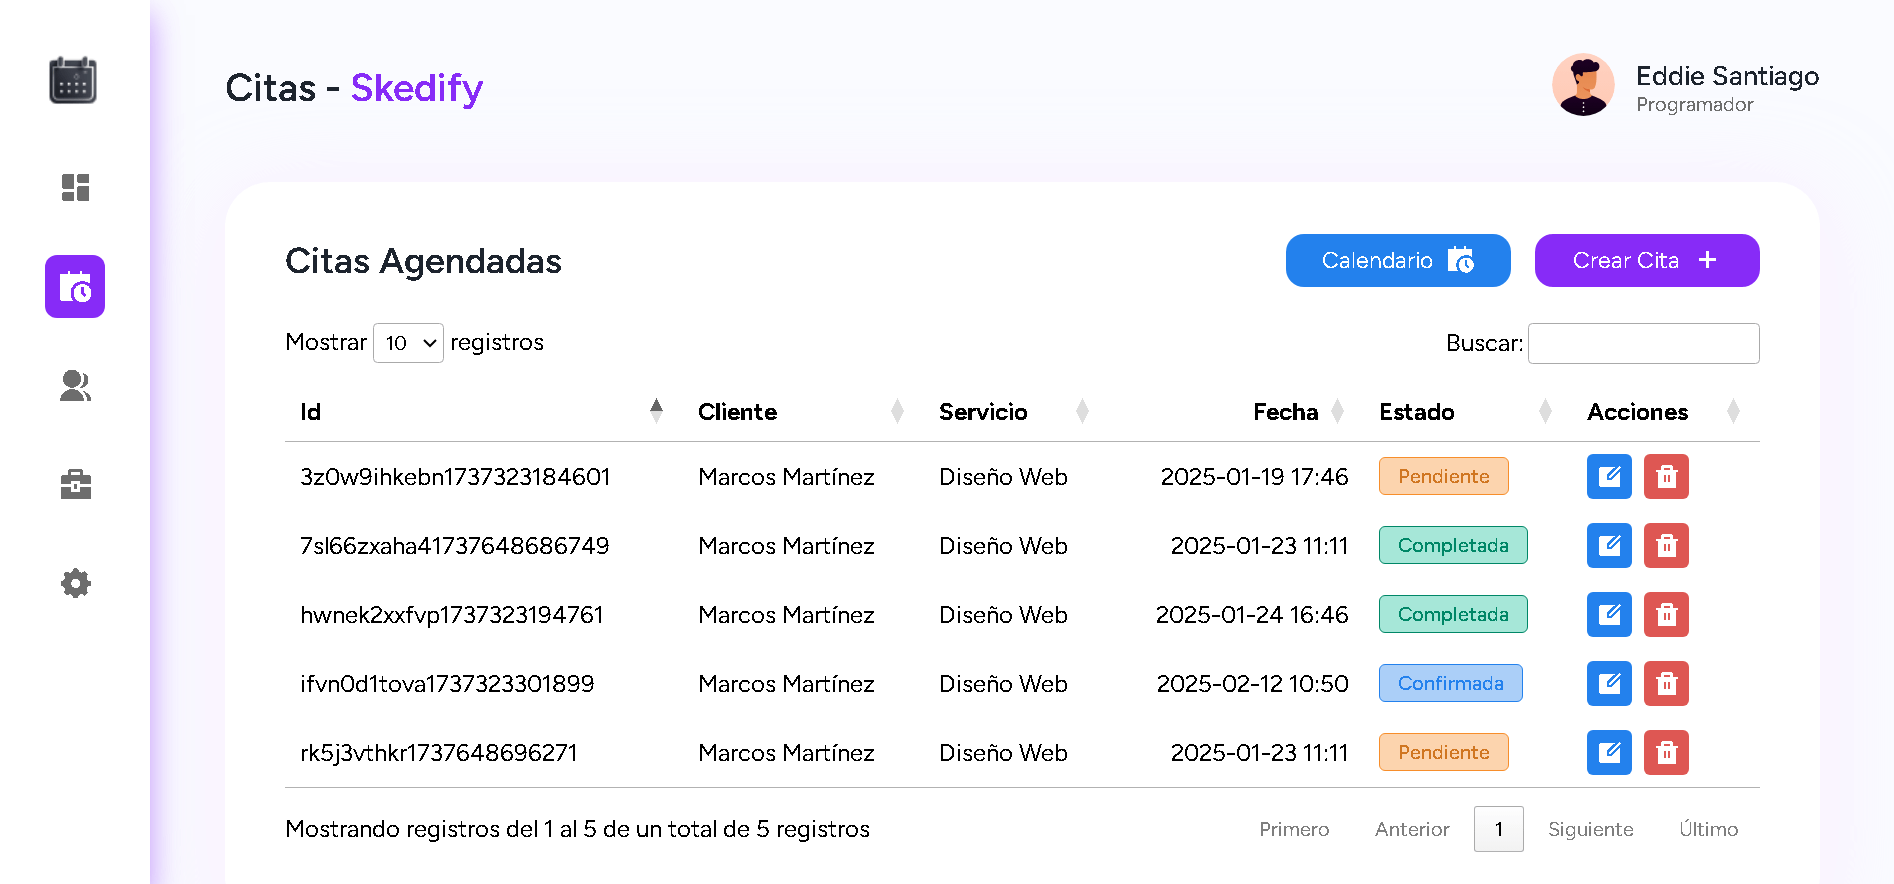 Citas - Skedify
Eddie Santiago
Programador
Citas Agendadas
Calendario
Crear Cita +
Mostrar 10 registros
Buscar:
Id Cliente Servicio Fecha Estado Acciones
3z0w9ihkebn1737323184601 Marcos Martínez Diseño Web 2025-01-19 17:46 Pendiente
7sl66zxaha41737648686749 Marcos Martínez Diseño Web 2025-01-23 11:11 Completada
hwnek2xxfvp1737323194761 Marcos Martínez Diseño Web 2025-01-24 16:46 Completada
ifvn0d1tova1737323301899 Marcos Martínez Diseño Web 2025-02-12 10:50 Confirmada
rk5j3vthkr1737648696271 Marcos Martínez Diseño Web 2025-01-23 11:11 Pendiente
Mostrando registros del 1 al 5 de un total de 5 registros
Primero Anterior 1 Siguiente Último